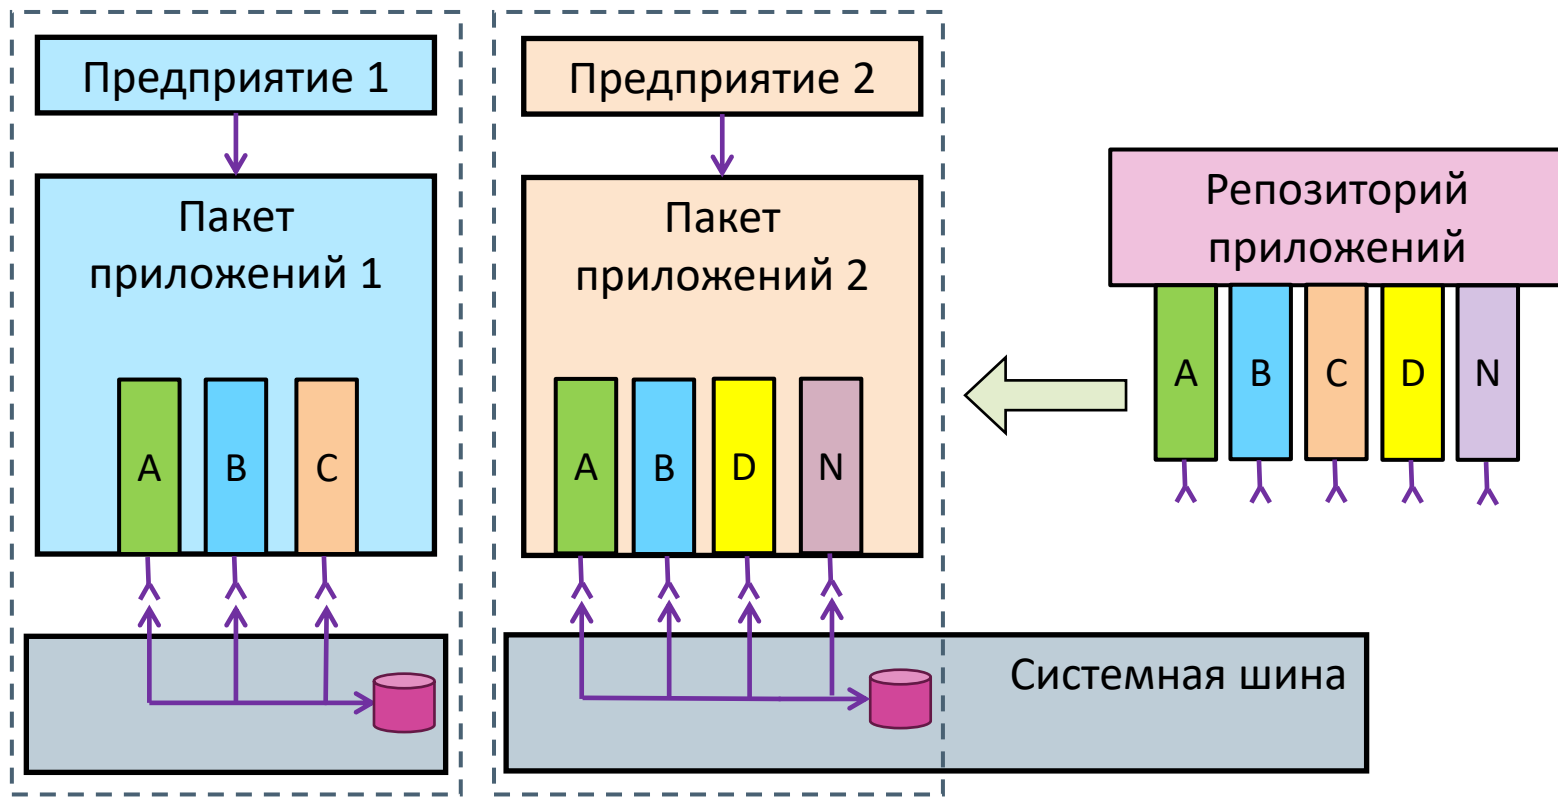 Предприятие 1
Пакет
приложений 1
A B C
Предприятие 2
Пакет
приложений 2
A B D N
Репозиторий
приложений
A B C D N
Системная шина